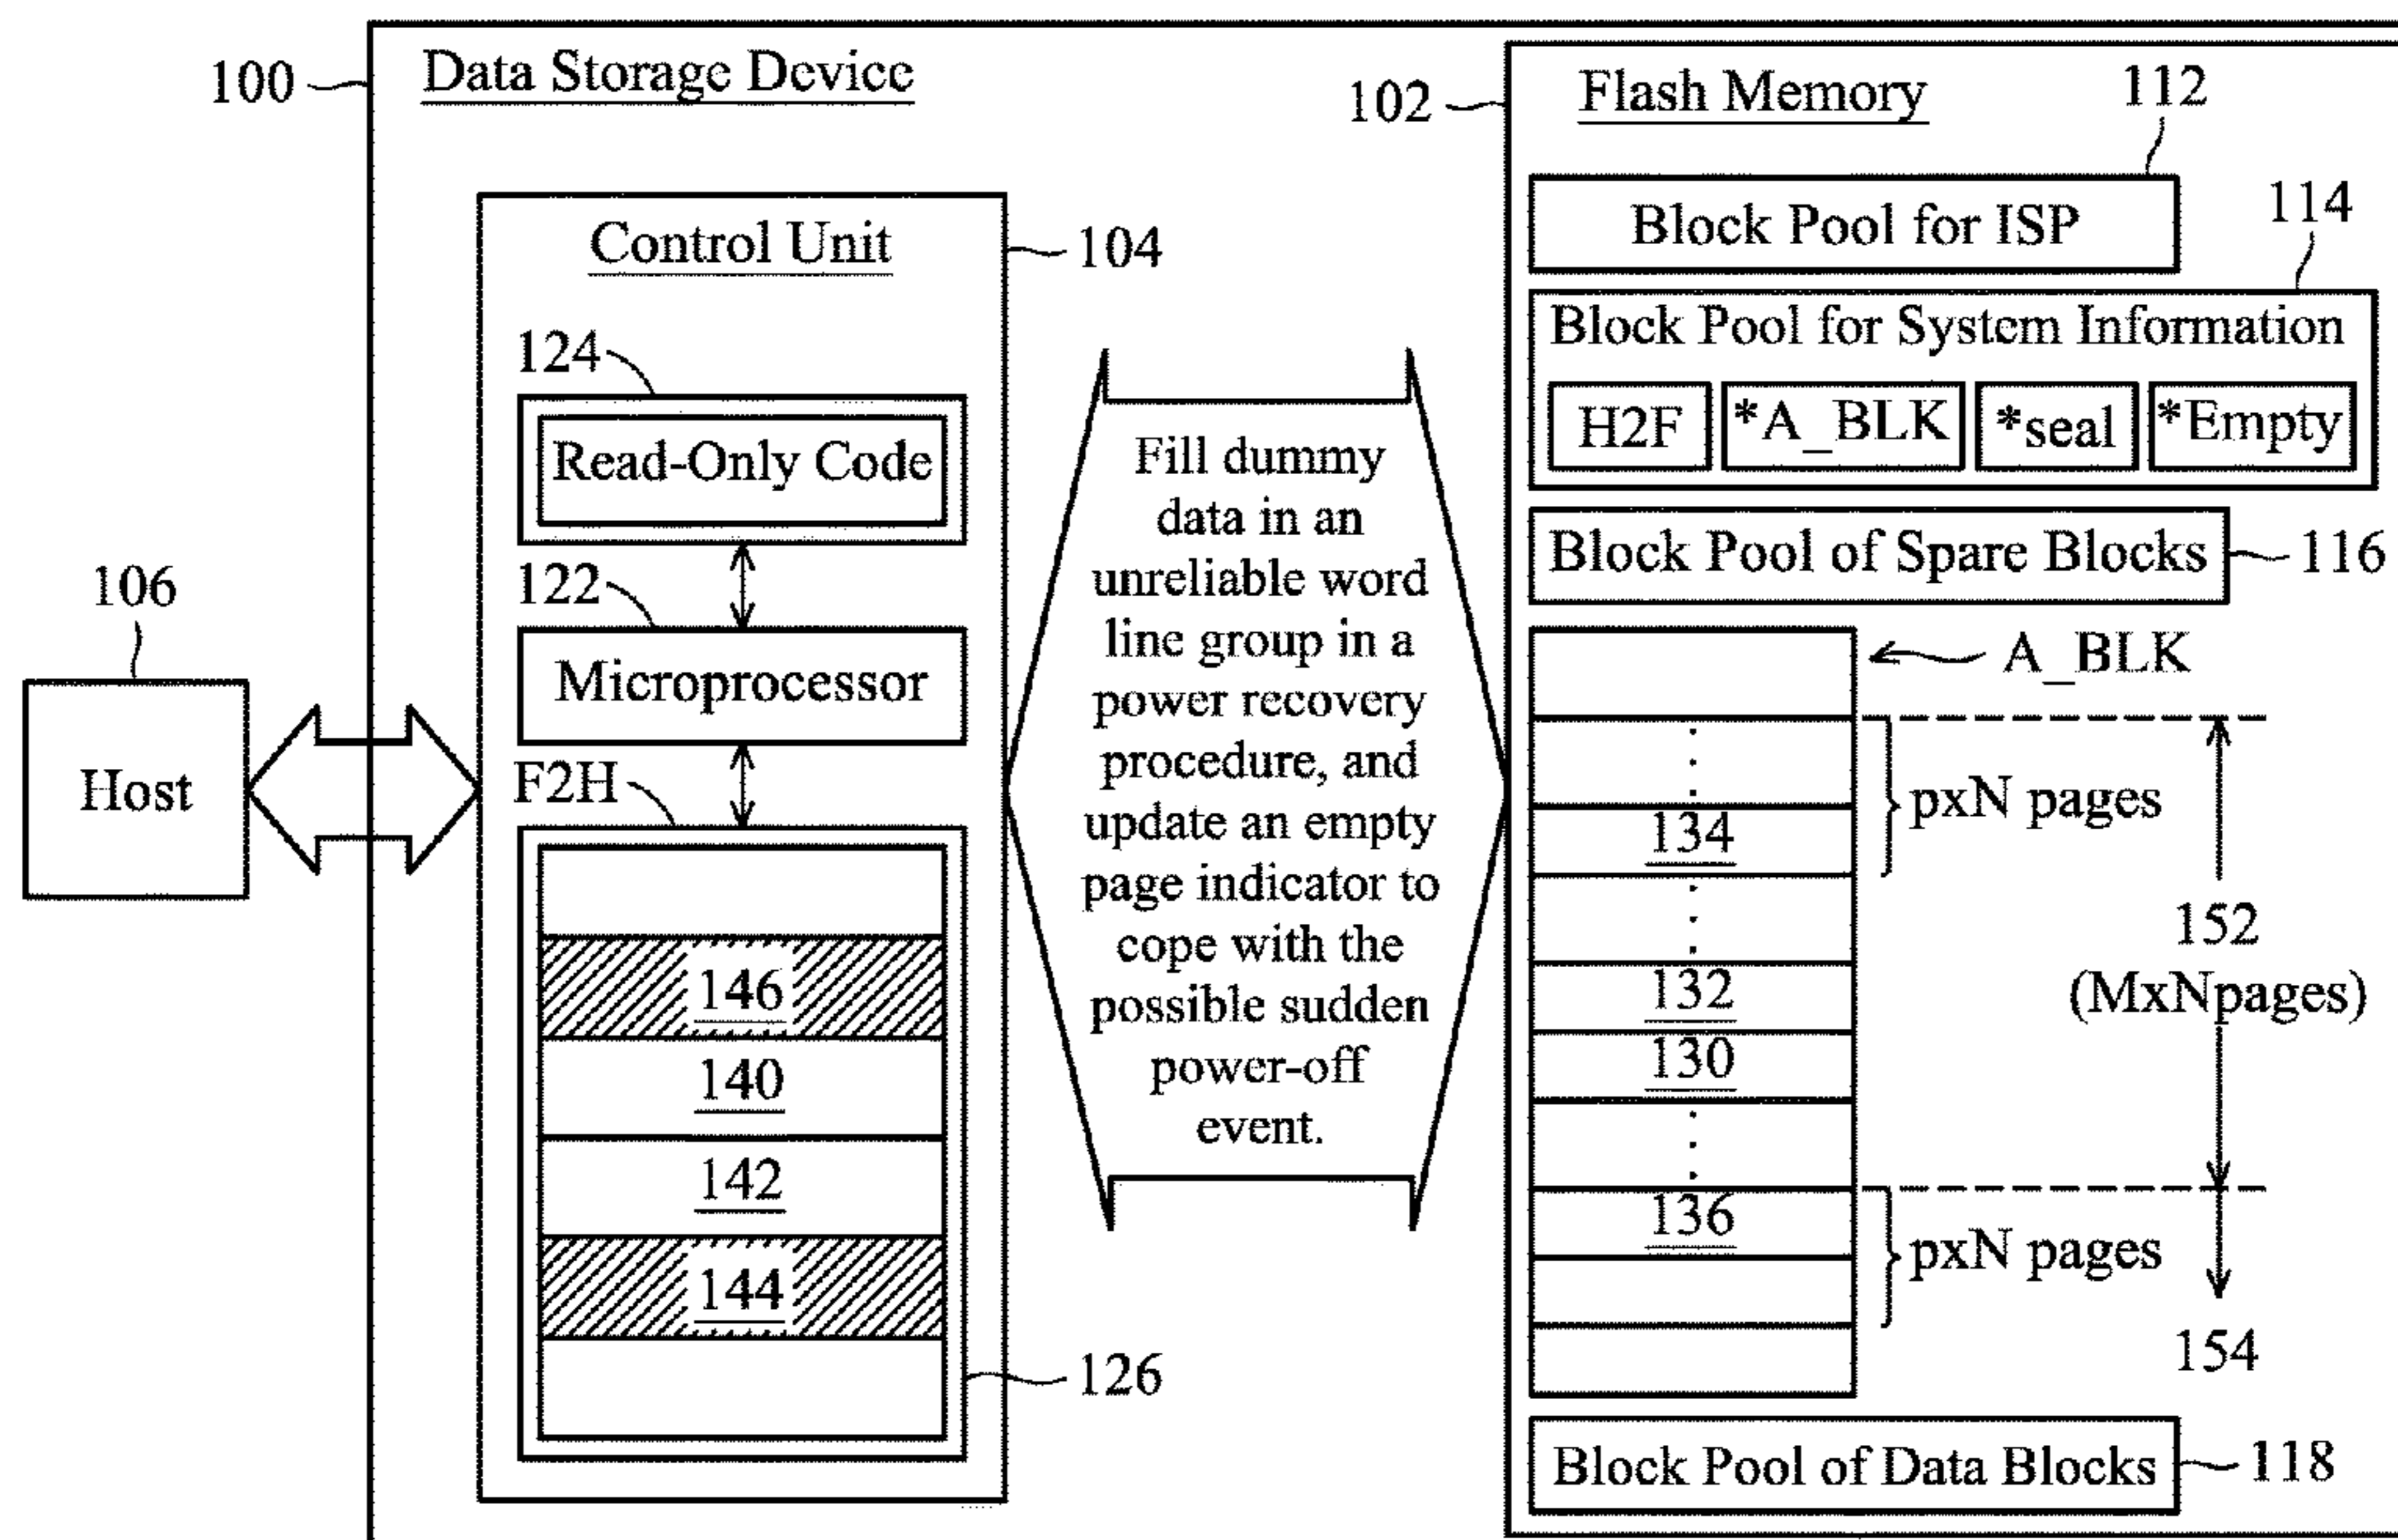 100
Data Storage Device
102
Flash Memory
112
Block Pool for ISP
114
Block Pool for System Information
H2F
*A_BLK
*seal
*Empty
Block Pool of Spare Blocks
116
A_BLK
pxN pages
134
152
(MxNpages)
132
130
136
pxN pages
154
Block Pool of Data Blocks
118
Control Unit
104
124
Read-Only Code
122
Microprocessor
F2H
146
140
142
144
126
106
Host
Fill dummy
data in an
unreliable word
line group in a
power recovery
procedure, and
update an empty
page indicator to
cope with the
possible sudden
power-off
event.